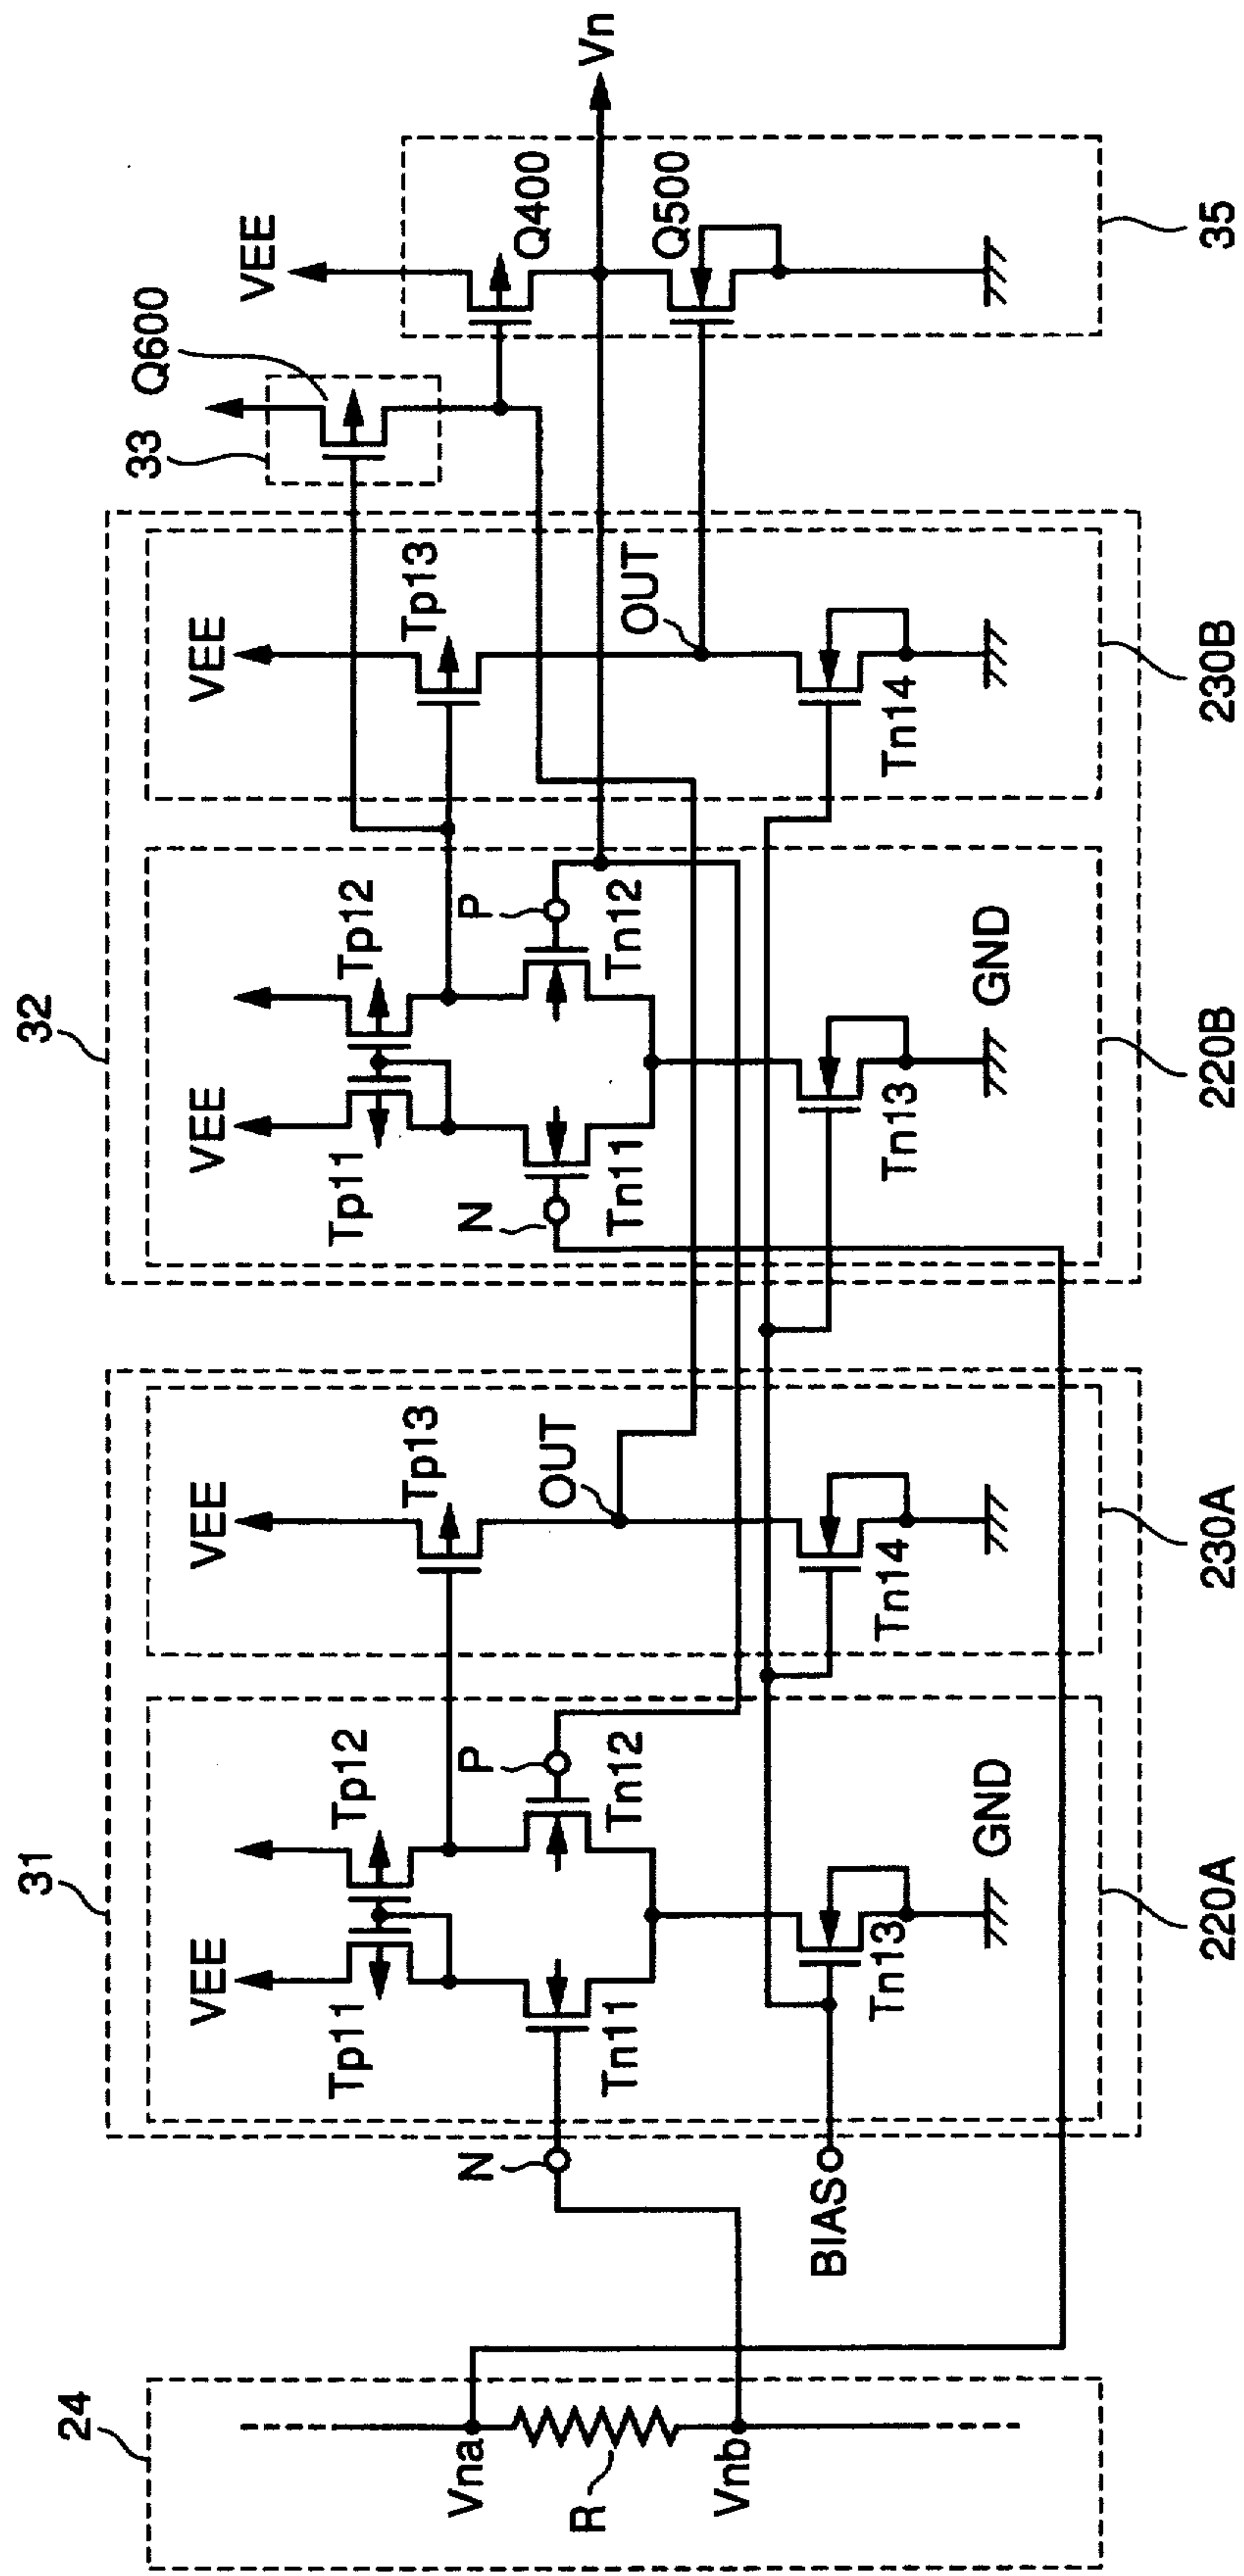 24
Vna
R
Vnb
31
N
BIAS
VEE
Tp11
Tp12
Tn11
P
Tn12
Tn13
GND
220A
VEE
Tp13
OUT
Tn14
230A
32
VEE
Tp11
Tp12
N
Tn11
P
Tn12
Tn13
GND
220B
VEE
Tp13
OUT
Tn14
230B
33
Q600
VEE
Q400
Q500
35
Vn